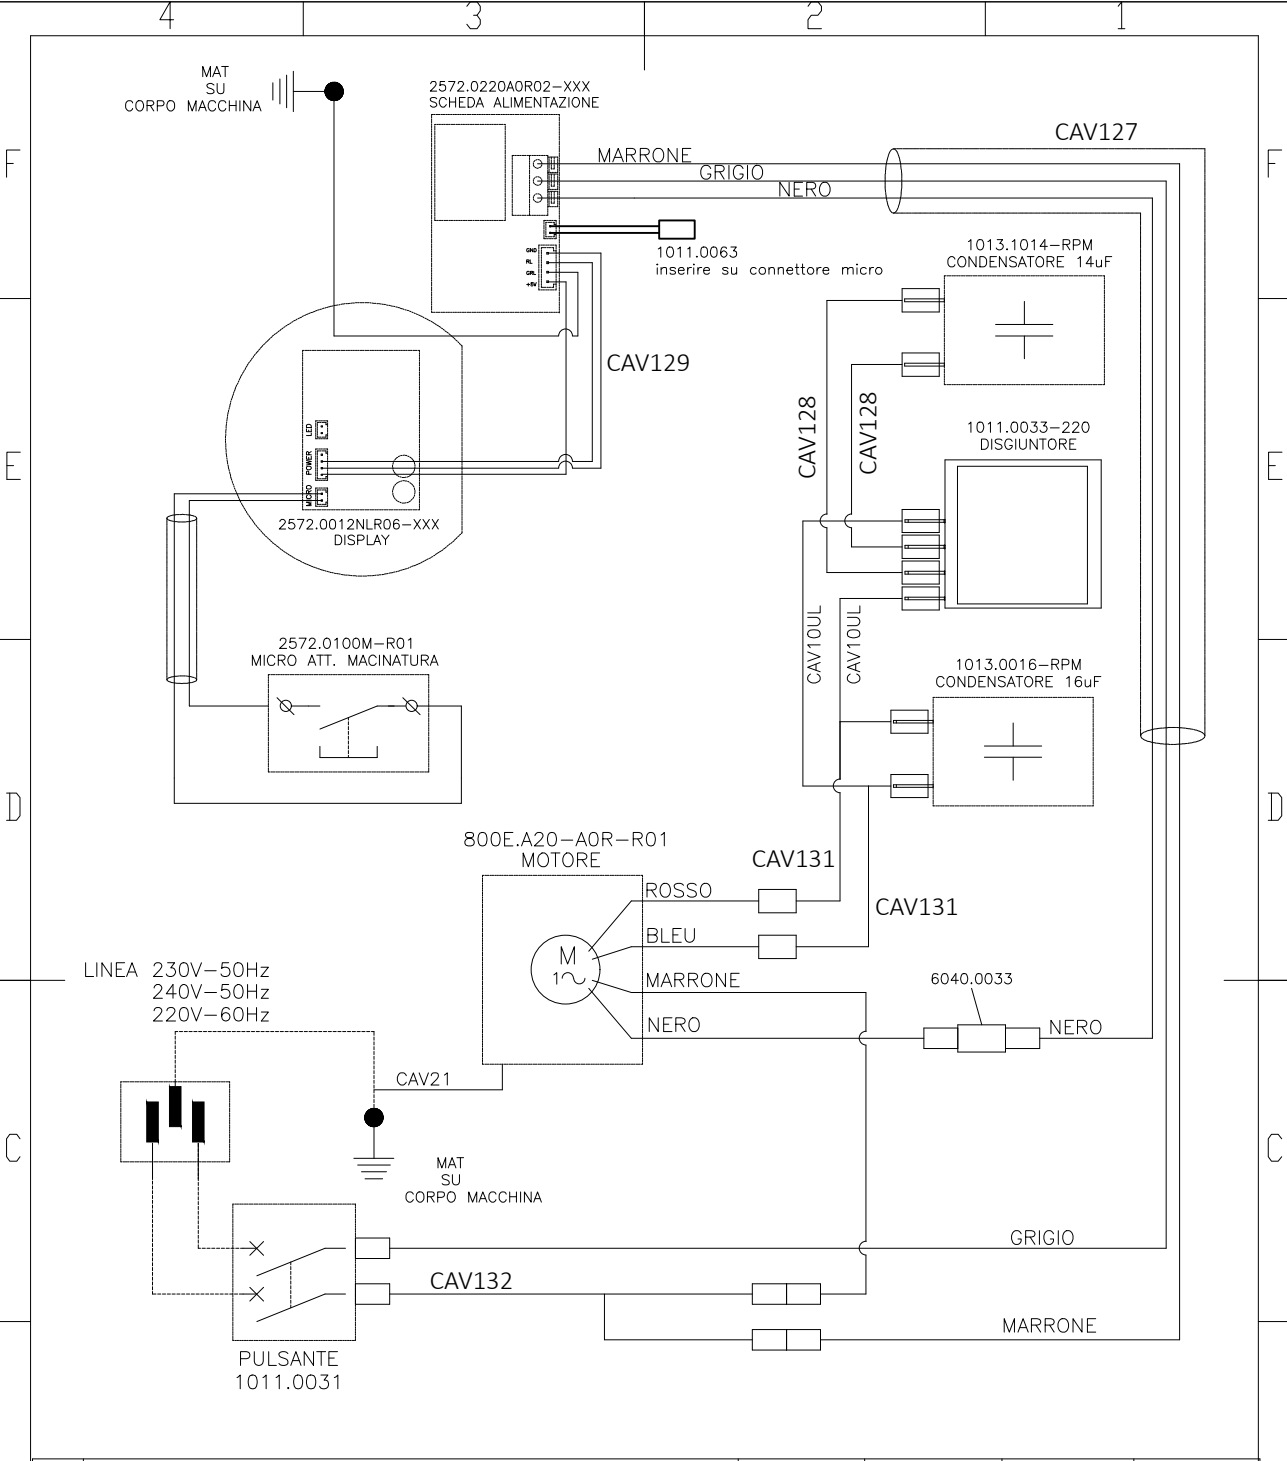 4
3
2
1
F
F
E
E
D
D
C
C
MAT
SU
CORPO MACCHINA
2572.0220A0R02-XXX
SCHEDA ALIMENTAZIONE
MARRONE
GRIGIO
NERO
CAV127
GND
RL
GRL
+5V
1011.0063
inserire su connettore micro
1013.1014-RPM
CONDENSATORE 14uF
CAV129
CAV128
CAV128
1011.0033-220
DISGIUNTORE
LED
POWER
MICRO
2572.0012NLR06-XXX
DISPLAY
CAV10UL
CAV10UL
2572.0100M-R01
MICRO ATT. MACINATURA
1013.0016-RPM
CONDENSATORE 16uF
800E.A20-A0R-R01
MOTORE
CAV131
ROSSO
CAV131
BLEU
M
1
MARRONE
NERO
6040.0033
NERO
LINEA 230V-50Hz
240V-50Hz
220V-60Hz
CAV21
MAT
SU
CORPO MACCHINA
GRIGIO
CAV132
MARRONE
PULSANTE
1011.0031